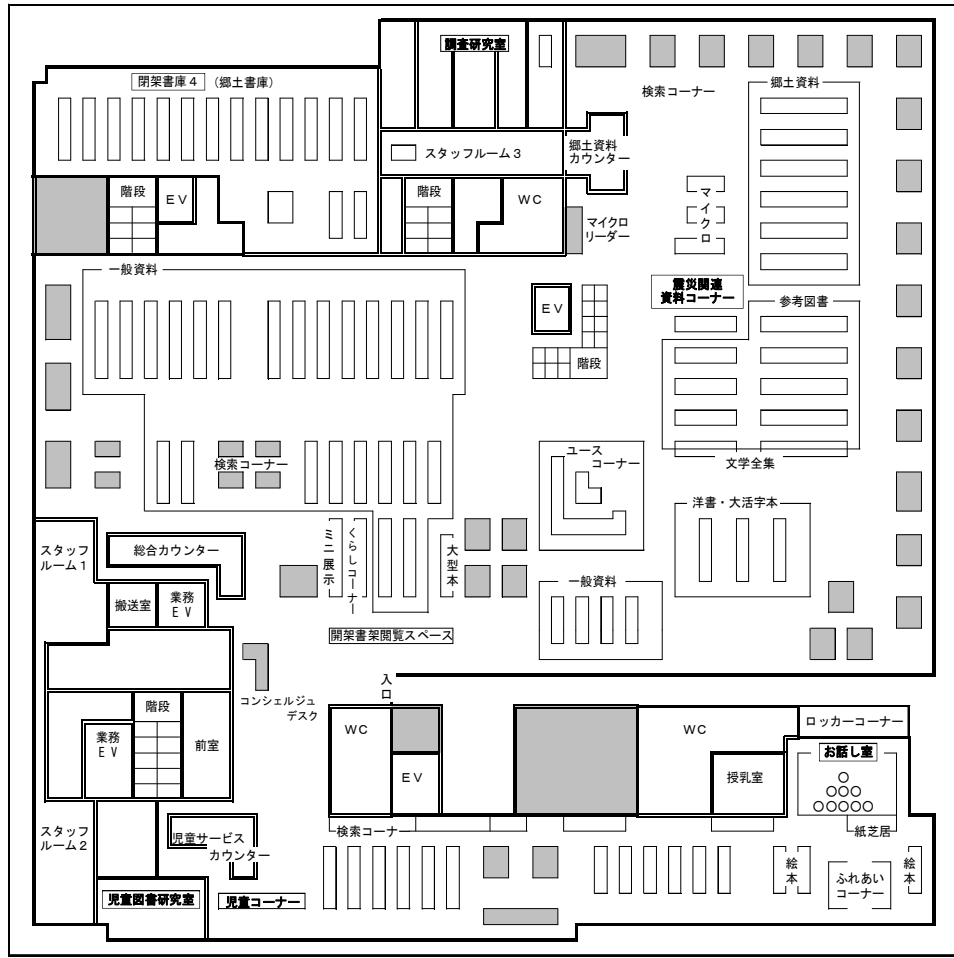 調査研究室
閉架書庫４ （郷土書庫）
検索コーナー
郷土資料
スタッフルーム３
郷土資料
カウンター
階段
ＥＶ
階段
ＷＣ
マイクロ
リーダー
マイクロ
一般資料
震災関連
資料コーナー
参考図書
ＥＶ
階段
検索コーナー
ユース
コーナー
文学全集
洋書・大活字本
スタッフ
ルーム１
総合カウンター
ミニ展示
くらしコーナー
大型本
搬送室
業務
ＥＶ
一般資料
開架書架閲覧スペース
コンシェルジュ
デスク
入口
階段
業務
ＥＶ
前室
ＷＣ
ＥＶ
ＷＣ
ロッカーコーナー
お話し室
授乳室
紙芝居
スタッフ
ルーム２
児童サービス
カウンター
検索コーナー
絵本
ふれあい
コーナー
絵本
児童図書研究室
児童コーナー